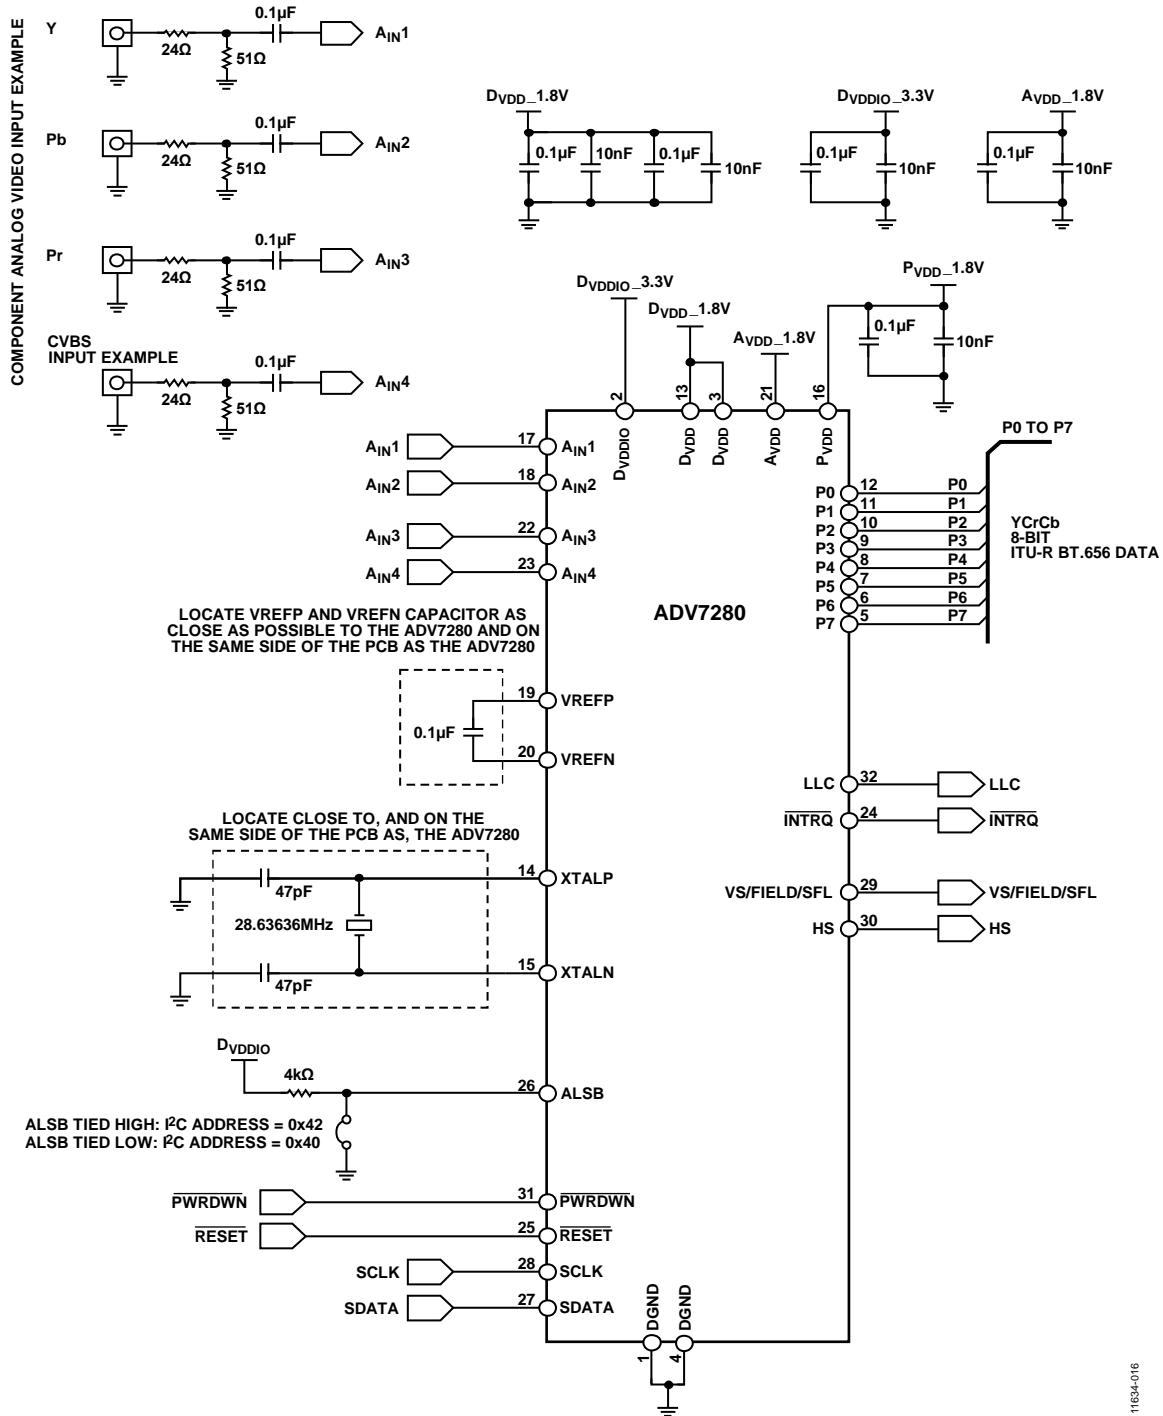 COMPONENT ANALOG VIDEO INPUT EXAMPLE
Y
24Ω
51Ω
0.1µF
AIN1
Pb
24Ω
51Ω
0.1µF
AIN2
Pr
24Ω
51Ω
0.1µF
AIN3
CVBS
INPUT EXAMPLE
24Ω
51Ω
0.1µF
AIN4
DVDD_1.8V
0.1µF
10nF
0.1µF
10nF
DVDDIO_3.3V
0.1µF
10nF
AVDD_1.8V
0.1µF
10nF
DVDDIO_3.3V
DVDD_1.8V
AVDD_1.8V
PVDD_1.8V
0.1µF
10nF
2
13
3
21
16
DVDDIO
DVDD
DVDD
AVDD
PVDD
AIN1 17 AIN1
AIN2 18 AIN2
AIN3 22 AIN3
AIN4 23 AIN4
P0 TO P7
P0 12 P0
P1 11 P1
P2 10 P2
P3 9 P3
P4 8 P4
P5 7 P5
P6 6 P6
P7 5 P7
YCrCb
8-BIT
ITU-R BT.656 DATA
ADV7280
LOCATE VREFP AND VREFN CAPACITOR AS
CLOSE AS POSSIBLE TO THE ADV7280 AND ON
THE SAME SIDE OF THE PCB AS THE ADV7280
19 VREFP
0.1µF
20 VREFN
LLC 32 LLC
INTRQ 24 INTRQ
VS/FIELD/SFL 29 VS/FIELD/SFL
HS 30 HS
LOCATE CLOSE TO, AND ON THE
SAME SIDE OF THE PCB AS, THE ADV7280
47pF
14 XTALP
28.63636MHz
47pF
15 XTALN
DVDDIO
4kΩ
26 ALSB
ALSB TIED HIGH: I2C ADDRESS = 0x42
ALSB TIED LOW: I2C ADDRESS = 0x40
PWRDWN 31 PWRDWN
RESET 25 RESET
SCLK 28 SCLK
SDATA 27 SDATA
DGND
DGND
1
4
11634-016